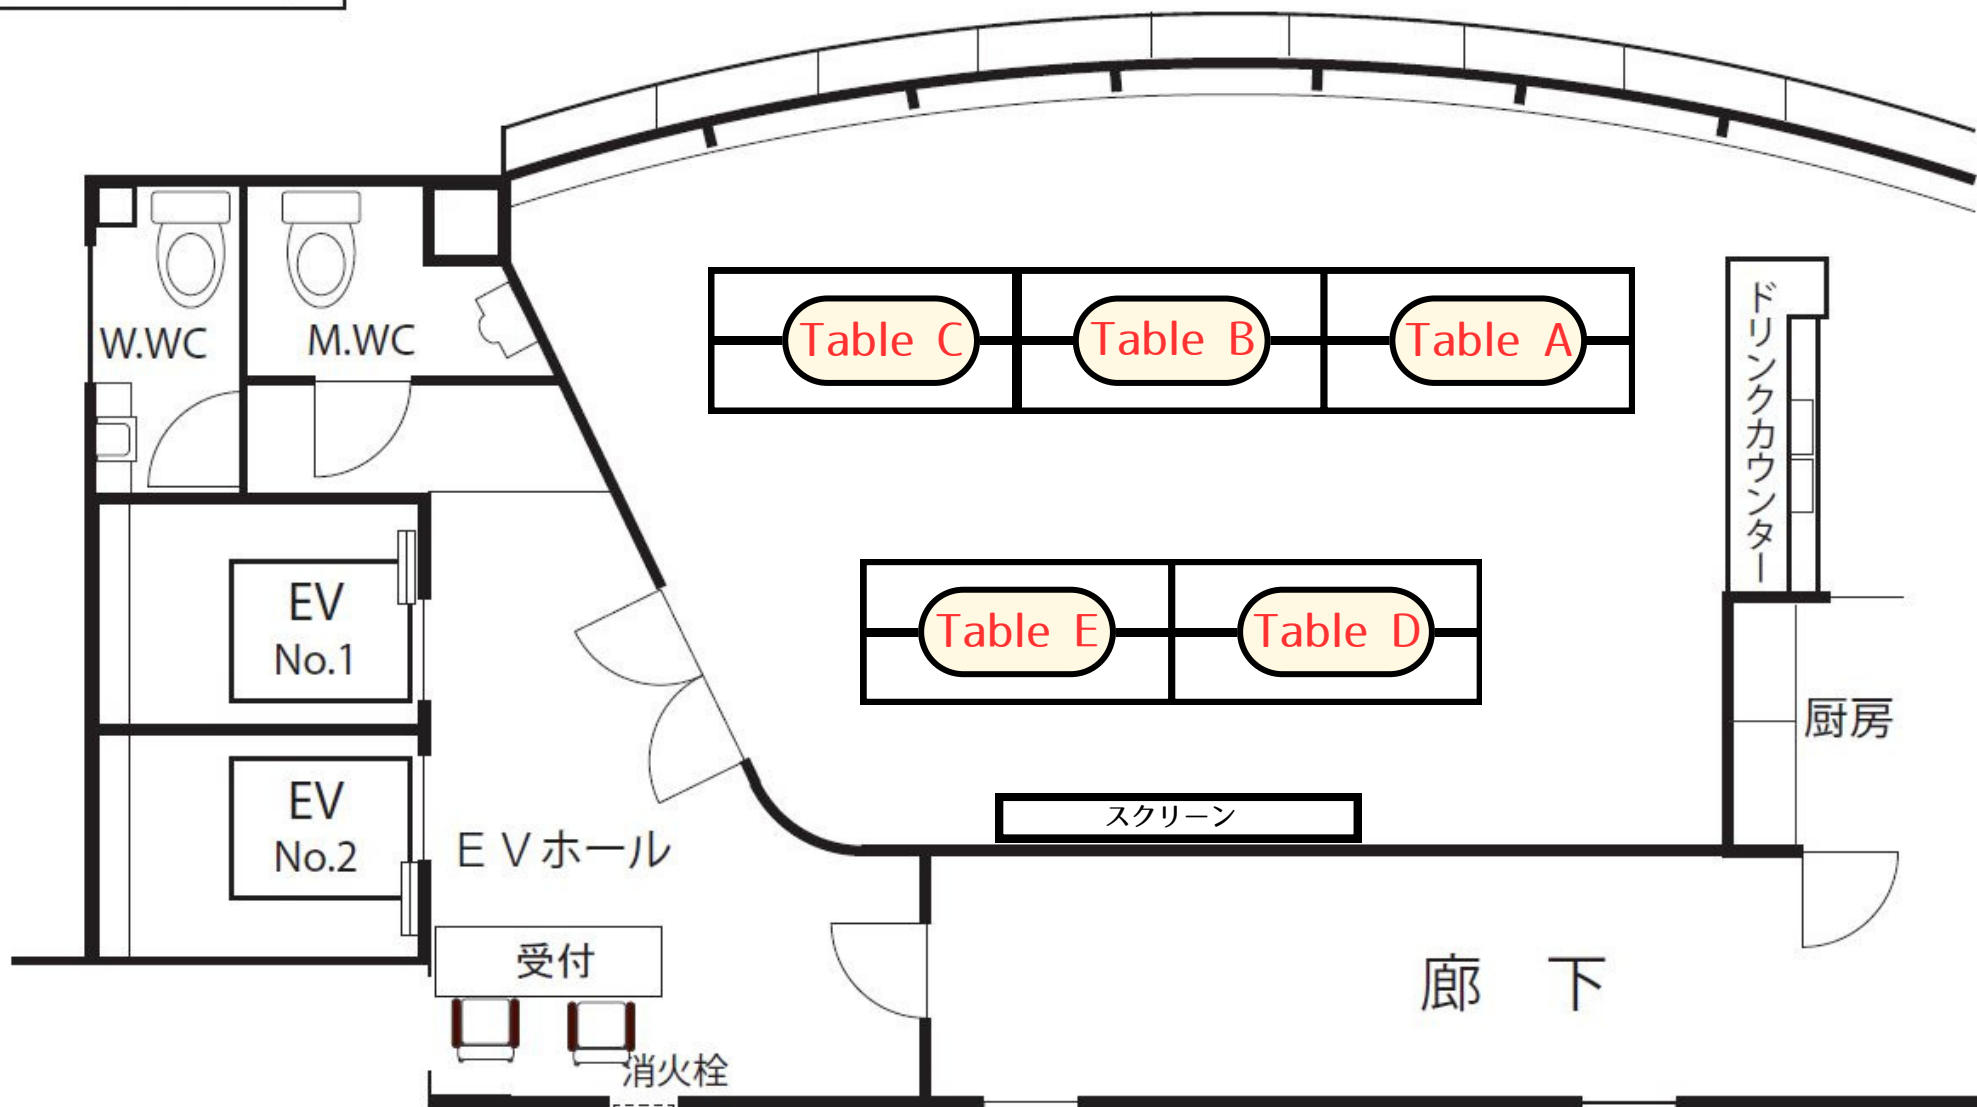 W.WC
M.WC
Table C
Table B
Table A
ドリンクカウンター
EV
No.1
Table E
Table D
厨房
EV
No.2
ＥＶホール
スクリーン
受付
廊　下
消火栓